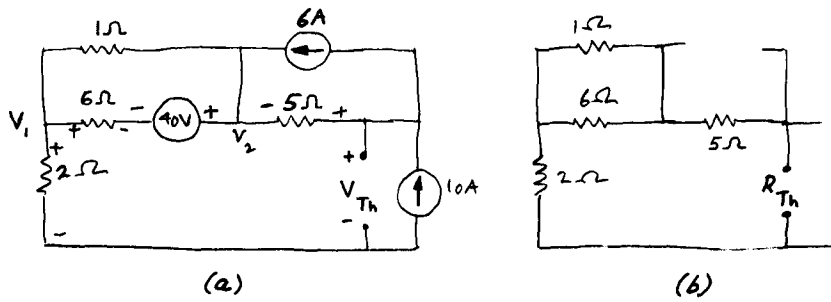 1Ω 6A 1Ω
6Ω - 40V + - 5Ω + 6Ω
V1 + - V2 5Ω
+ 2Ω + VTh - 10A 2Ω RTh
-
(a) (b)